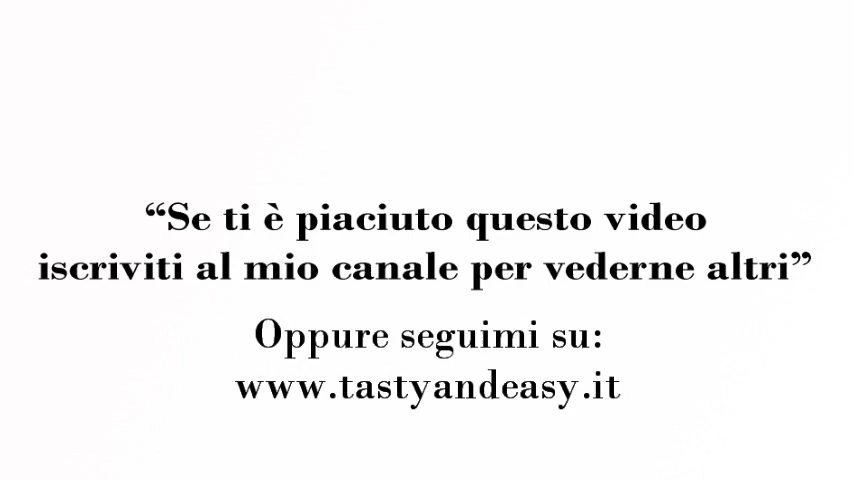 “Se ti è piaciuto questo video
iscriviti al mio canale per vederne altri”
Oppure seguimi su:
www.tastyandeasy.it